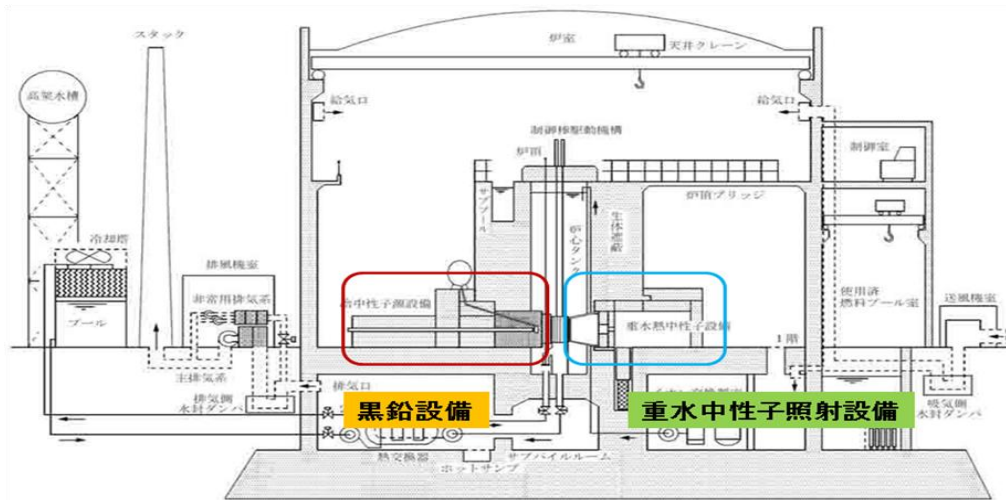 スタック
炉室
天井クレーン
高架水槽
給気口
給気口
制御棒駆動機構
炉頂
制御室
サブプール
炉頂ブリッジ
生体遮蔽
炉心タンク
冷却塔
排風機室
プール
非常用排気系
冷中性子源設備
重水熱中性子設備
使用済
燃料プール室
送風機室
1階
主排気系
排気側
水封ダンパ
排気口
黒鉛設備
重水中性子照射設備
吸気側
水封ダンパ
熱交換器
サブパイルルーム
ホットサンプ